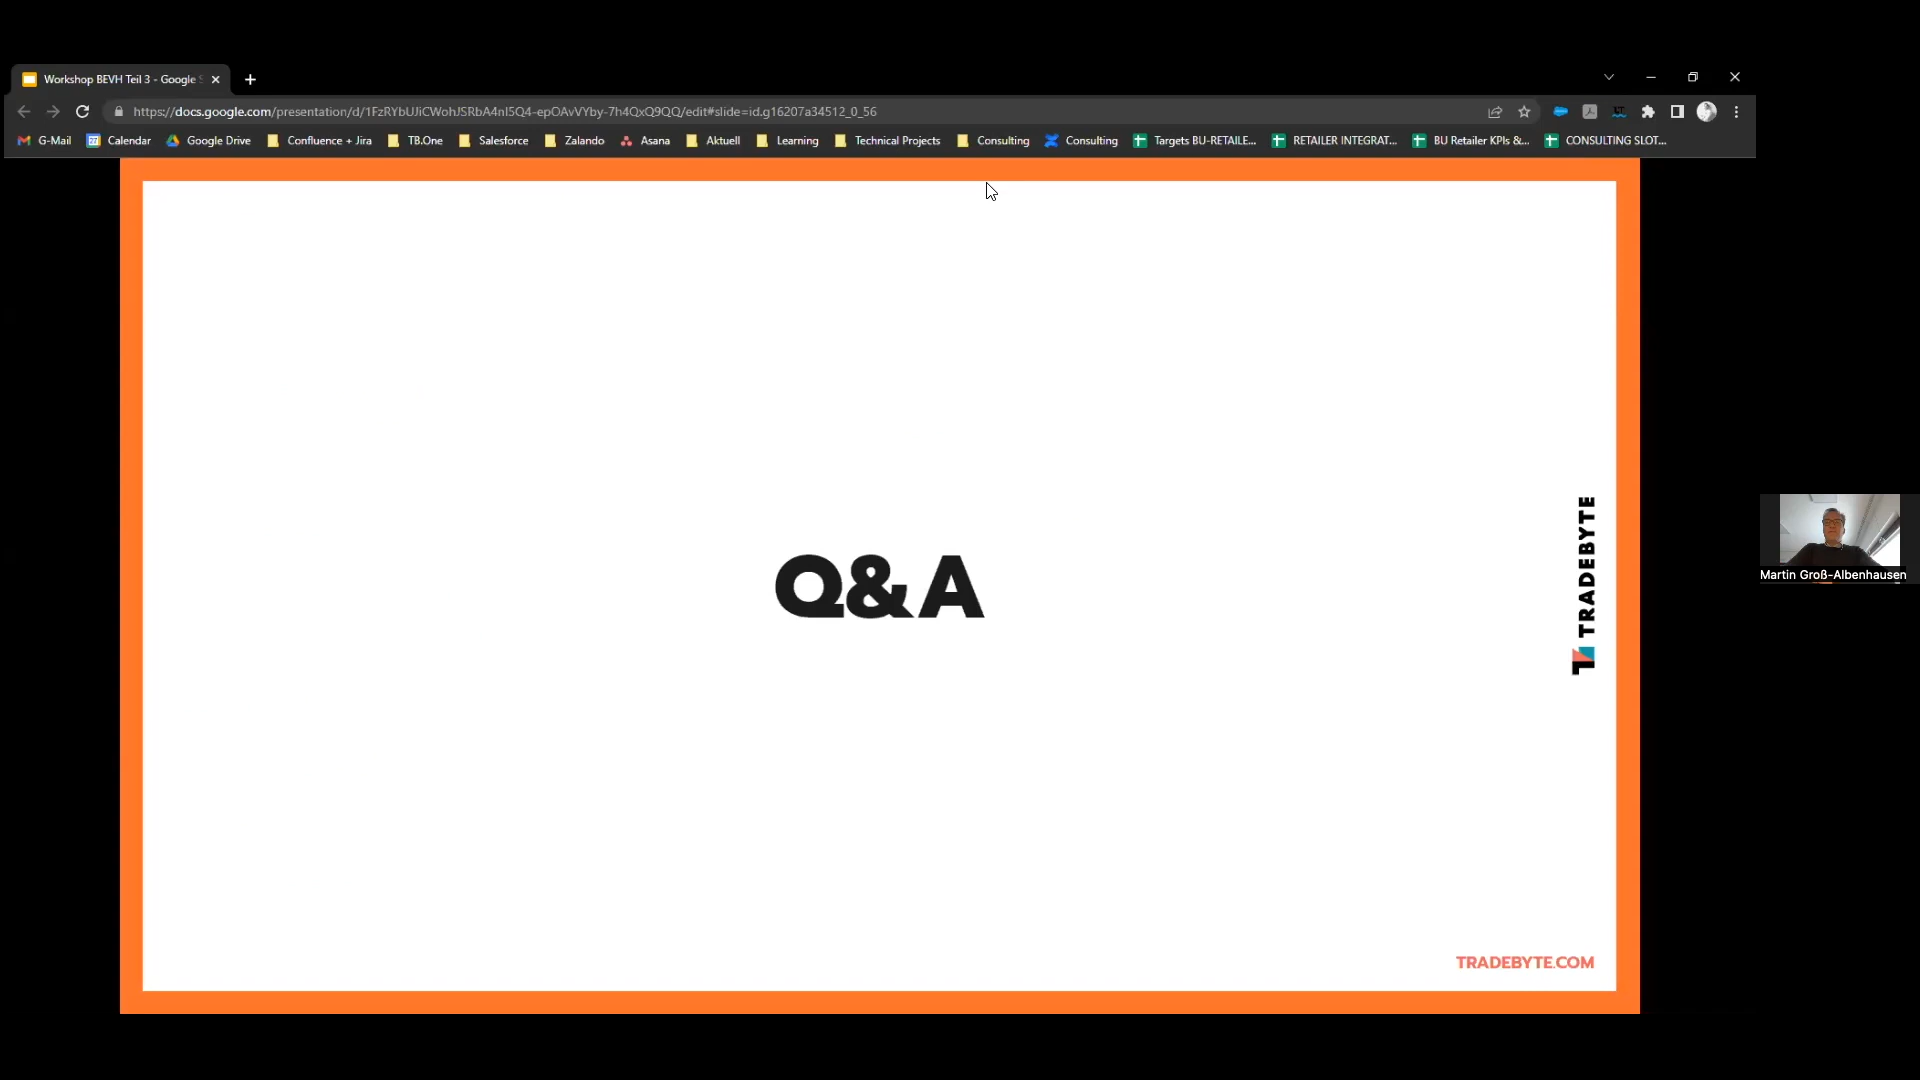 Workshop BEVH Teil 3 - Google S
https://docs.google.com/presentation/d/1FzRYbUJiCWohJSRbA4nI5Q4-epOAvVYby-7h4QxQ9QQ/edit#slide=id.g16207a34512_0_56
G-Mail Calendar Google Drive Confluence + Jira TB.One Salesforce Zalando Asana Aktuell Learning Technical Projects Consulting Consulting Targets BU-RETAILE... RETAILER INTEGRAT... BU Retailer KPIs &... CONSULTING SLOT...
Q&A
TRADEBYTE
Martin Groß-Albenhausen
TRADEBYTE.COM